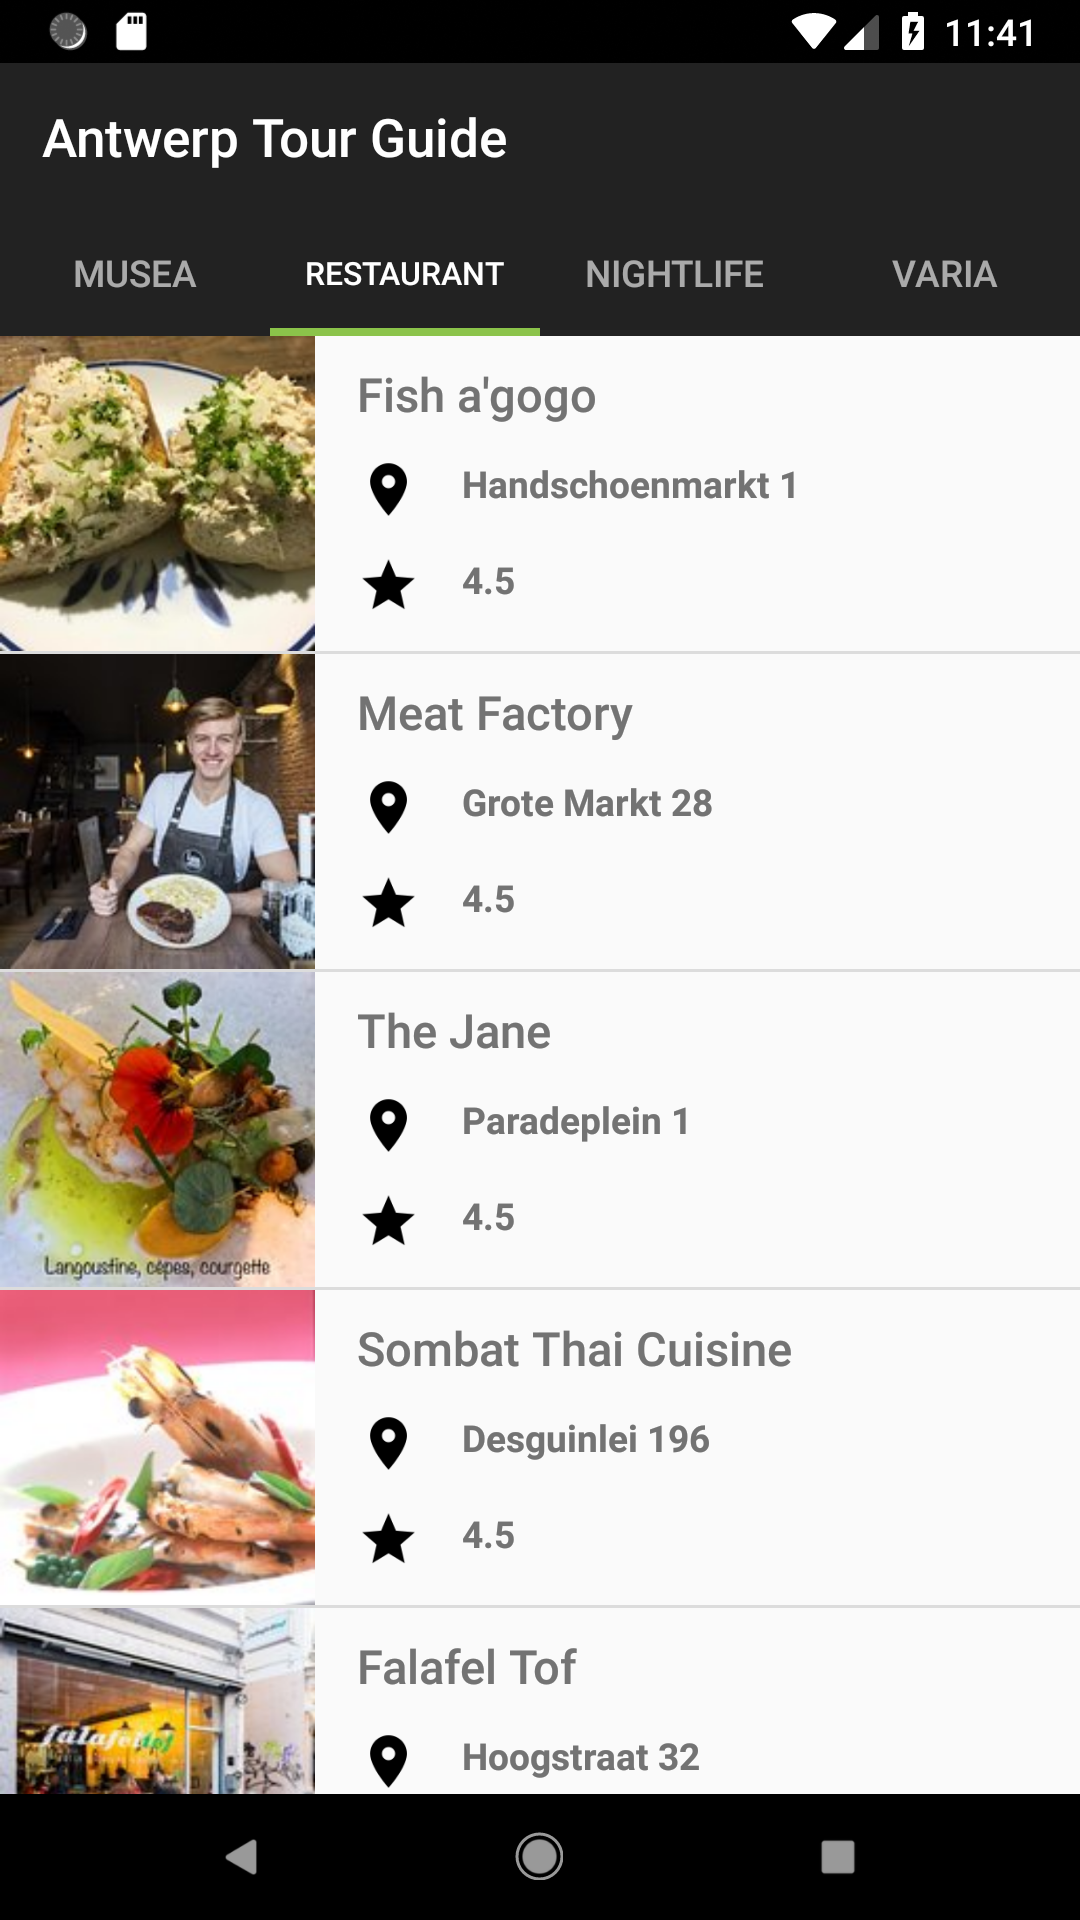 11:41
Antwerp Tour Guide
MUSEA RESTAURANT NIGHTLIFE VARIA
Fish a'gogo
Handschoenmarkt 1
4.5
Meat Factory
Grote Markt 28
4.5
The Jane
Paradeplein 1
4.5
Langoustine, cêpes, courgette
Sombat Thai Cuisine
Desguinlei 196
4.5
Falafel Tof
Hoogstraat 32
falafeltof